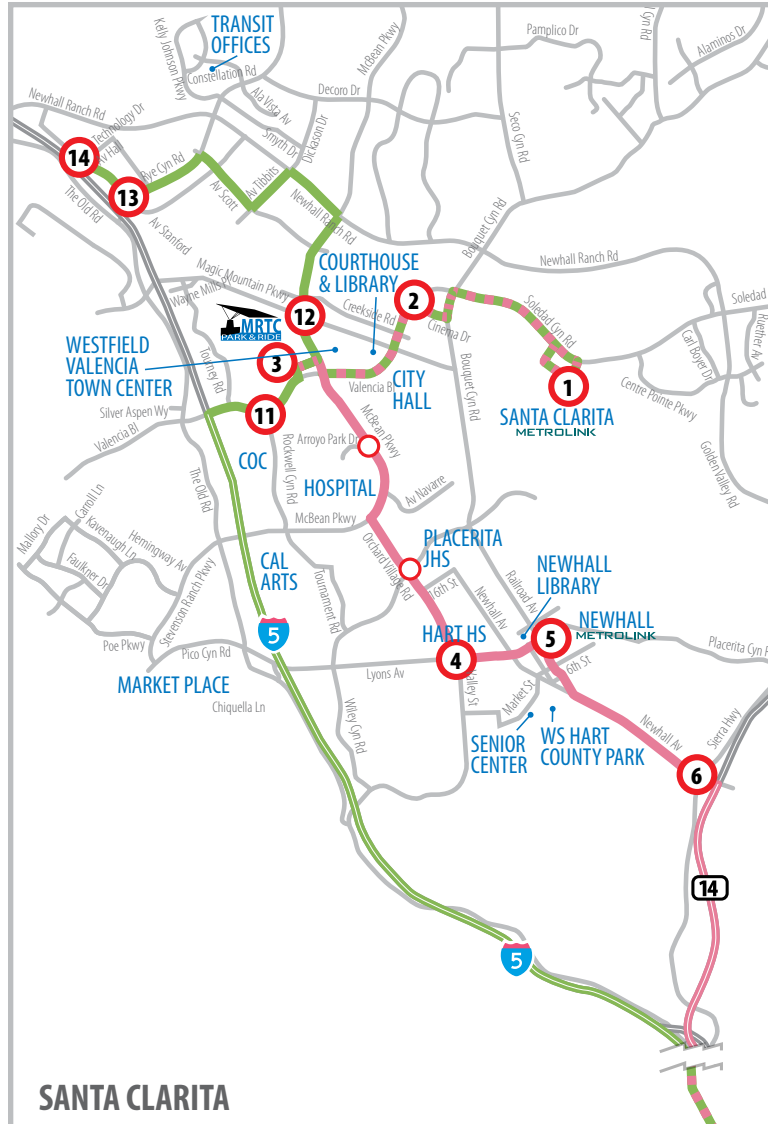 TRANSIT
OFFICES
Kelly Johnson Pkwy
Constellation Rd
McBean Pkwy
Pamplico Dr
Alaminos Dr
Newhall Ranch Rd
Technology Dr
Av Hall
Ala Vista Av
Decoro Dr
Smyth Dr
Dickason Dr
Seco Cyn Rd
14
13
Rye Cyn Rd
The Old Rd
Av Stanford
Av Scott
Av Tibbits
Newhall Ranch Rd
Bouquet Cyn Rd
Newhall Ranch Rd
COURTHOUSE
& LIBRARY
Magic Mountain Pkwy
Wayne Mills Pl
Creekside Rd
2
Cinema Dr
Soledad Cyn Rd
Soledad
Ruether Av
Carl Boyer Dr
12
MRTC
PARK & RIDE
WESTFIELD
VALENCIA
TOWN CENTER
3
Tourney Rd
Valencia Bl
CITY
HALL
Bouquet Cyn Rd
1
SANTA CLARITA
METROLINK
Centre Pointe Pkwy
Golden Valley Rd
Silver Aspen Wy
Valencia Bl
11
COC
Rockwell Cyn Rd
Arroyo Park Dr
McBean Pkwy
HOSPITAL
Av Navarre
McBean Pkwy
The Old Rd
Mallory Dr
Carroll Ln
Kavenaugh Ln
Hemingway Av
Faulkner Dr
Stevenson Ranch Pkwy
CAL
ARTS
Tournament Rd
Orchard Village Rd
PLACERITA
JHS
16th St
Newhall Av
Railroad Av
NEWHALL
LIBRARY
NEWHALL
METROLINK
5
HART HS
4
6th St
Placerita Cyn R
Poe Pkwy
Pico Cyn Rd
5
MARKET PLACE
Chiquella Ln
Lyons Av
Valley St
Market St
Wiley Cyn Rd
SENIOR
CENTER
WS HART
COUNTY PARK
Newhall Av
Sierra Hwy
6
14
5
SANTA CLARITA